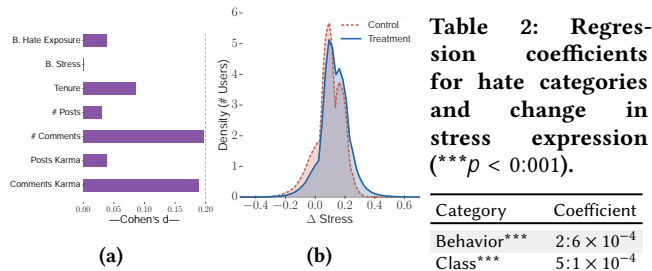 B. Hate Exposure
B. Stress
Tenure
# Posts
# Comments
Posts Karma
Comments Karma
0.00 0.05 0.10 0.15 0.20
—Cohen's d—
(a)
Density (# Users)
6
5
4
3
2
1
0
Control
Treatment
−0.4 −0.2 0.0 0.2 0.4 0.6
Δ Stress
(b)
Table 2: Regres-
sion coefficients
for hate categories
and change in
stress expression
(***p < 0:001).
Category Coefficient
Behavior*** 2:6 × 10−4
Class*** 5:1 × 10−4